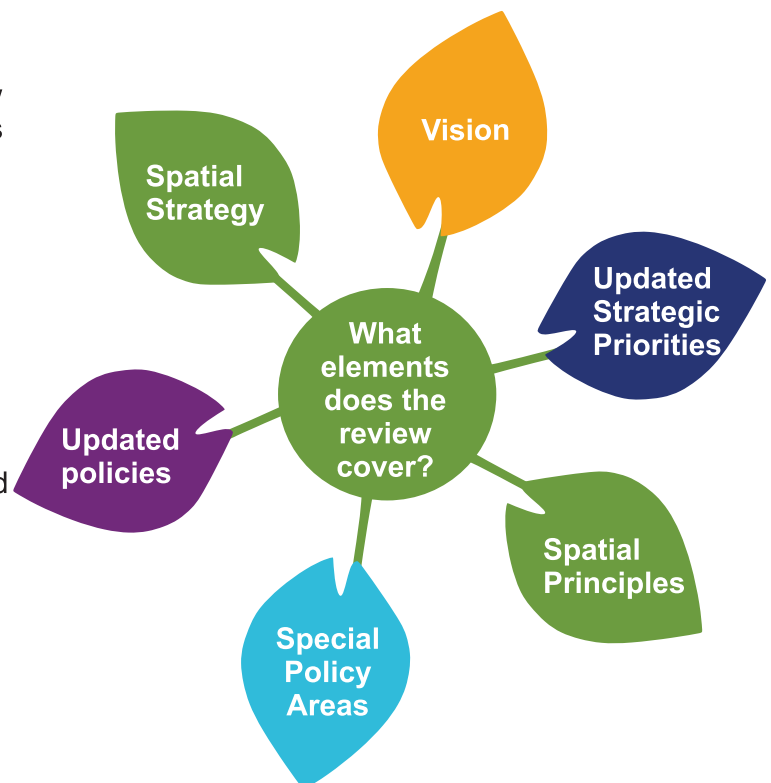 Vision
Spatial
Strategy
Updated
Strategic
Priorities
What
elements
does the
review
cover?
Updated
policies
Spatial
Principles
Special
Policy
Areas